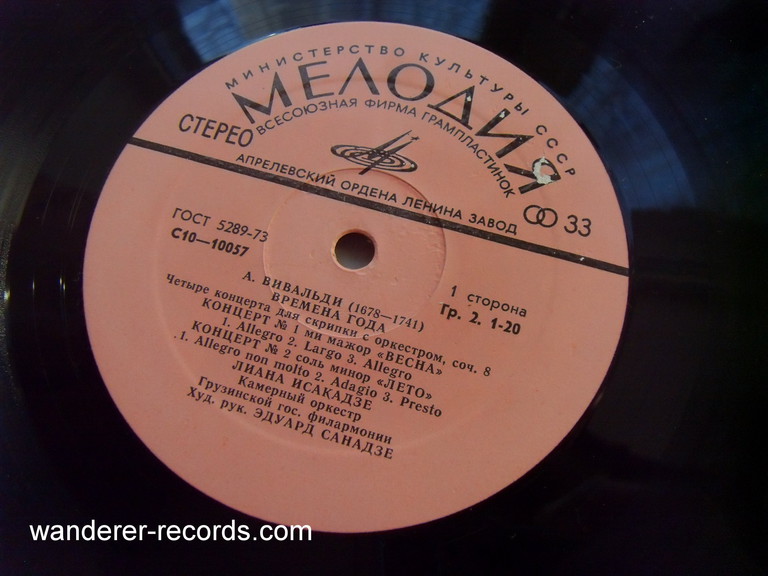 МИНИСТЕРСТВО КУЛЬТУРЫ СССР
МЕЛОДИЯ
ВСЕСОЮЗНАЯ ФИРМА ГРАМПЛАСТИНОК
СТЕРЕО
АПРЕЛЕВСКИЙ ОРДЕНА ЛЕНИНА ЗАВОД
33
ГОСТ 5289-73
С10—10057
1 сторона
Гр. 2. 1-20
А. ВИВАЛЬДИ (1678—1741)
ВРЕМЕНА ГОДА
Четыре концерта для скрипки с оркестром, соч. 8
КОНЦЕРТ № 1 ми мажор «ВЕСНА»
1. Allegro 2. Largo 3. Allegro
КОНЦЕРТ № 2 соль минор «ЛЕТО»
1. Allegro non molto 2. Adagio 3. Presto
ЛИАНА ИСАКАДЗЕ
Камерный оркестр
Грузинской гос. филармонии
Худ. рук. ЭДУАРД САНАДЗЕ
wanderer-records.com